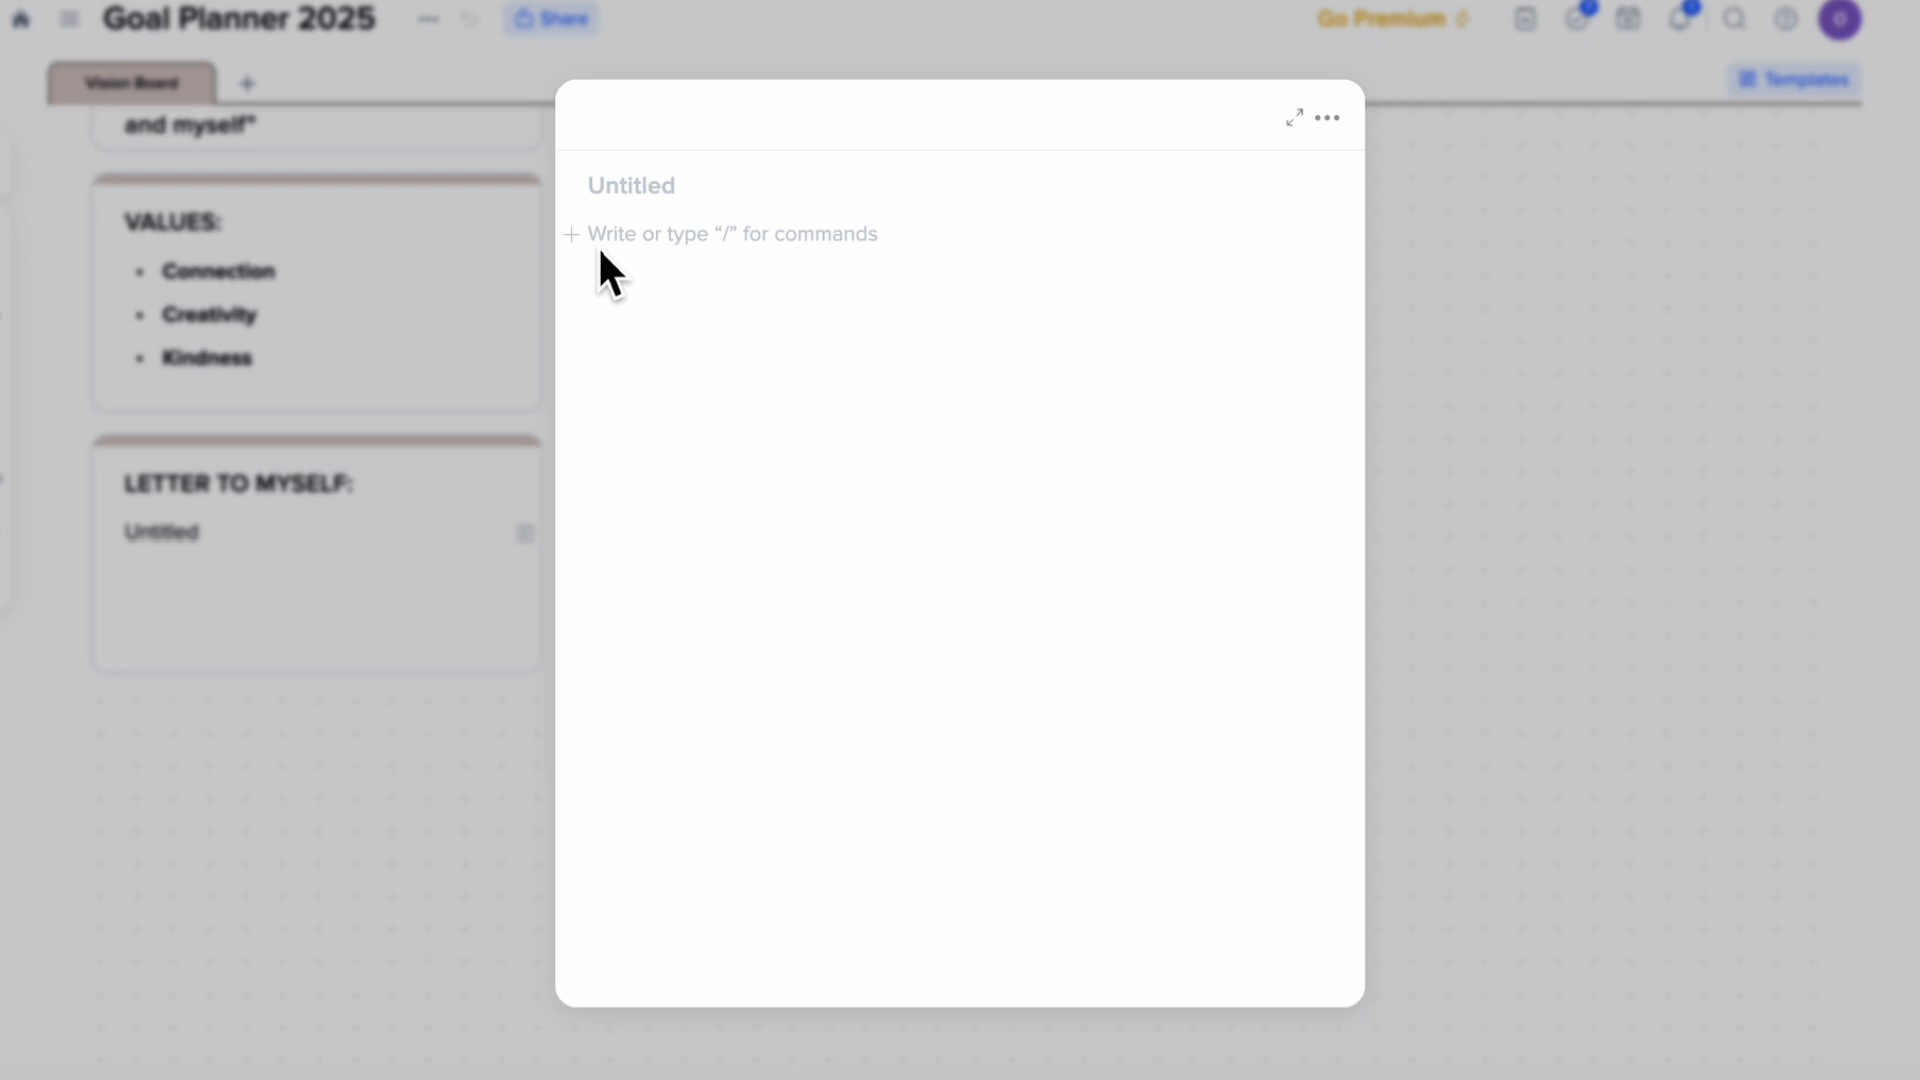 Goal Planner 2025
Share
Go Premium
Vision Board
Templates
and myself"
VALUES:
• Connection
• Creativity
• Kindness
LETTER TO MYSELF:
Untitled
Untitled
Write or type “/” for commands